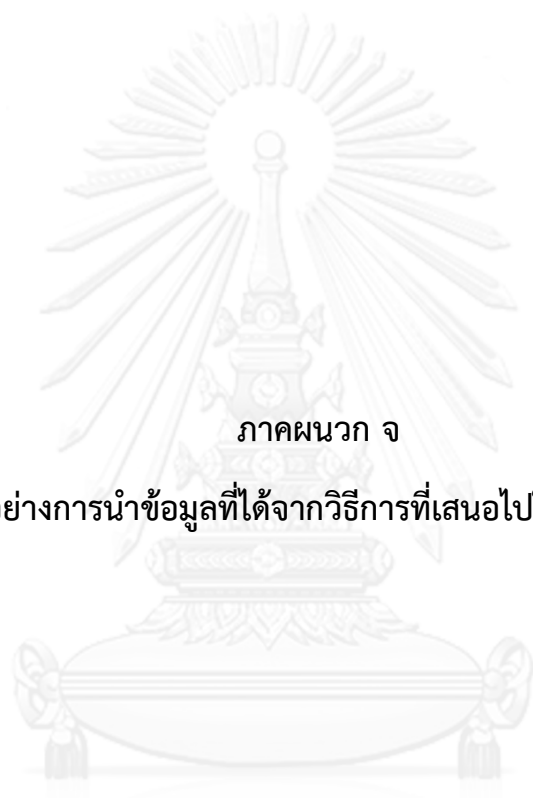 ภาคผนวก จ
อย่างการนำข้อมูลที่ได้จากวิธีการที่เสนอไป